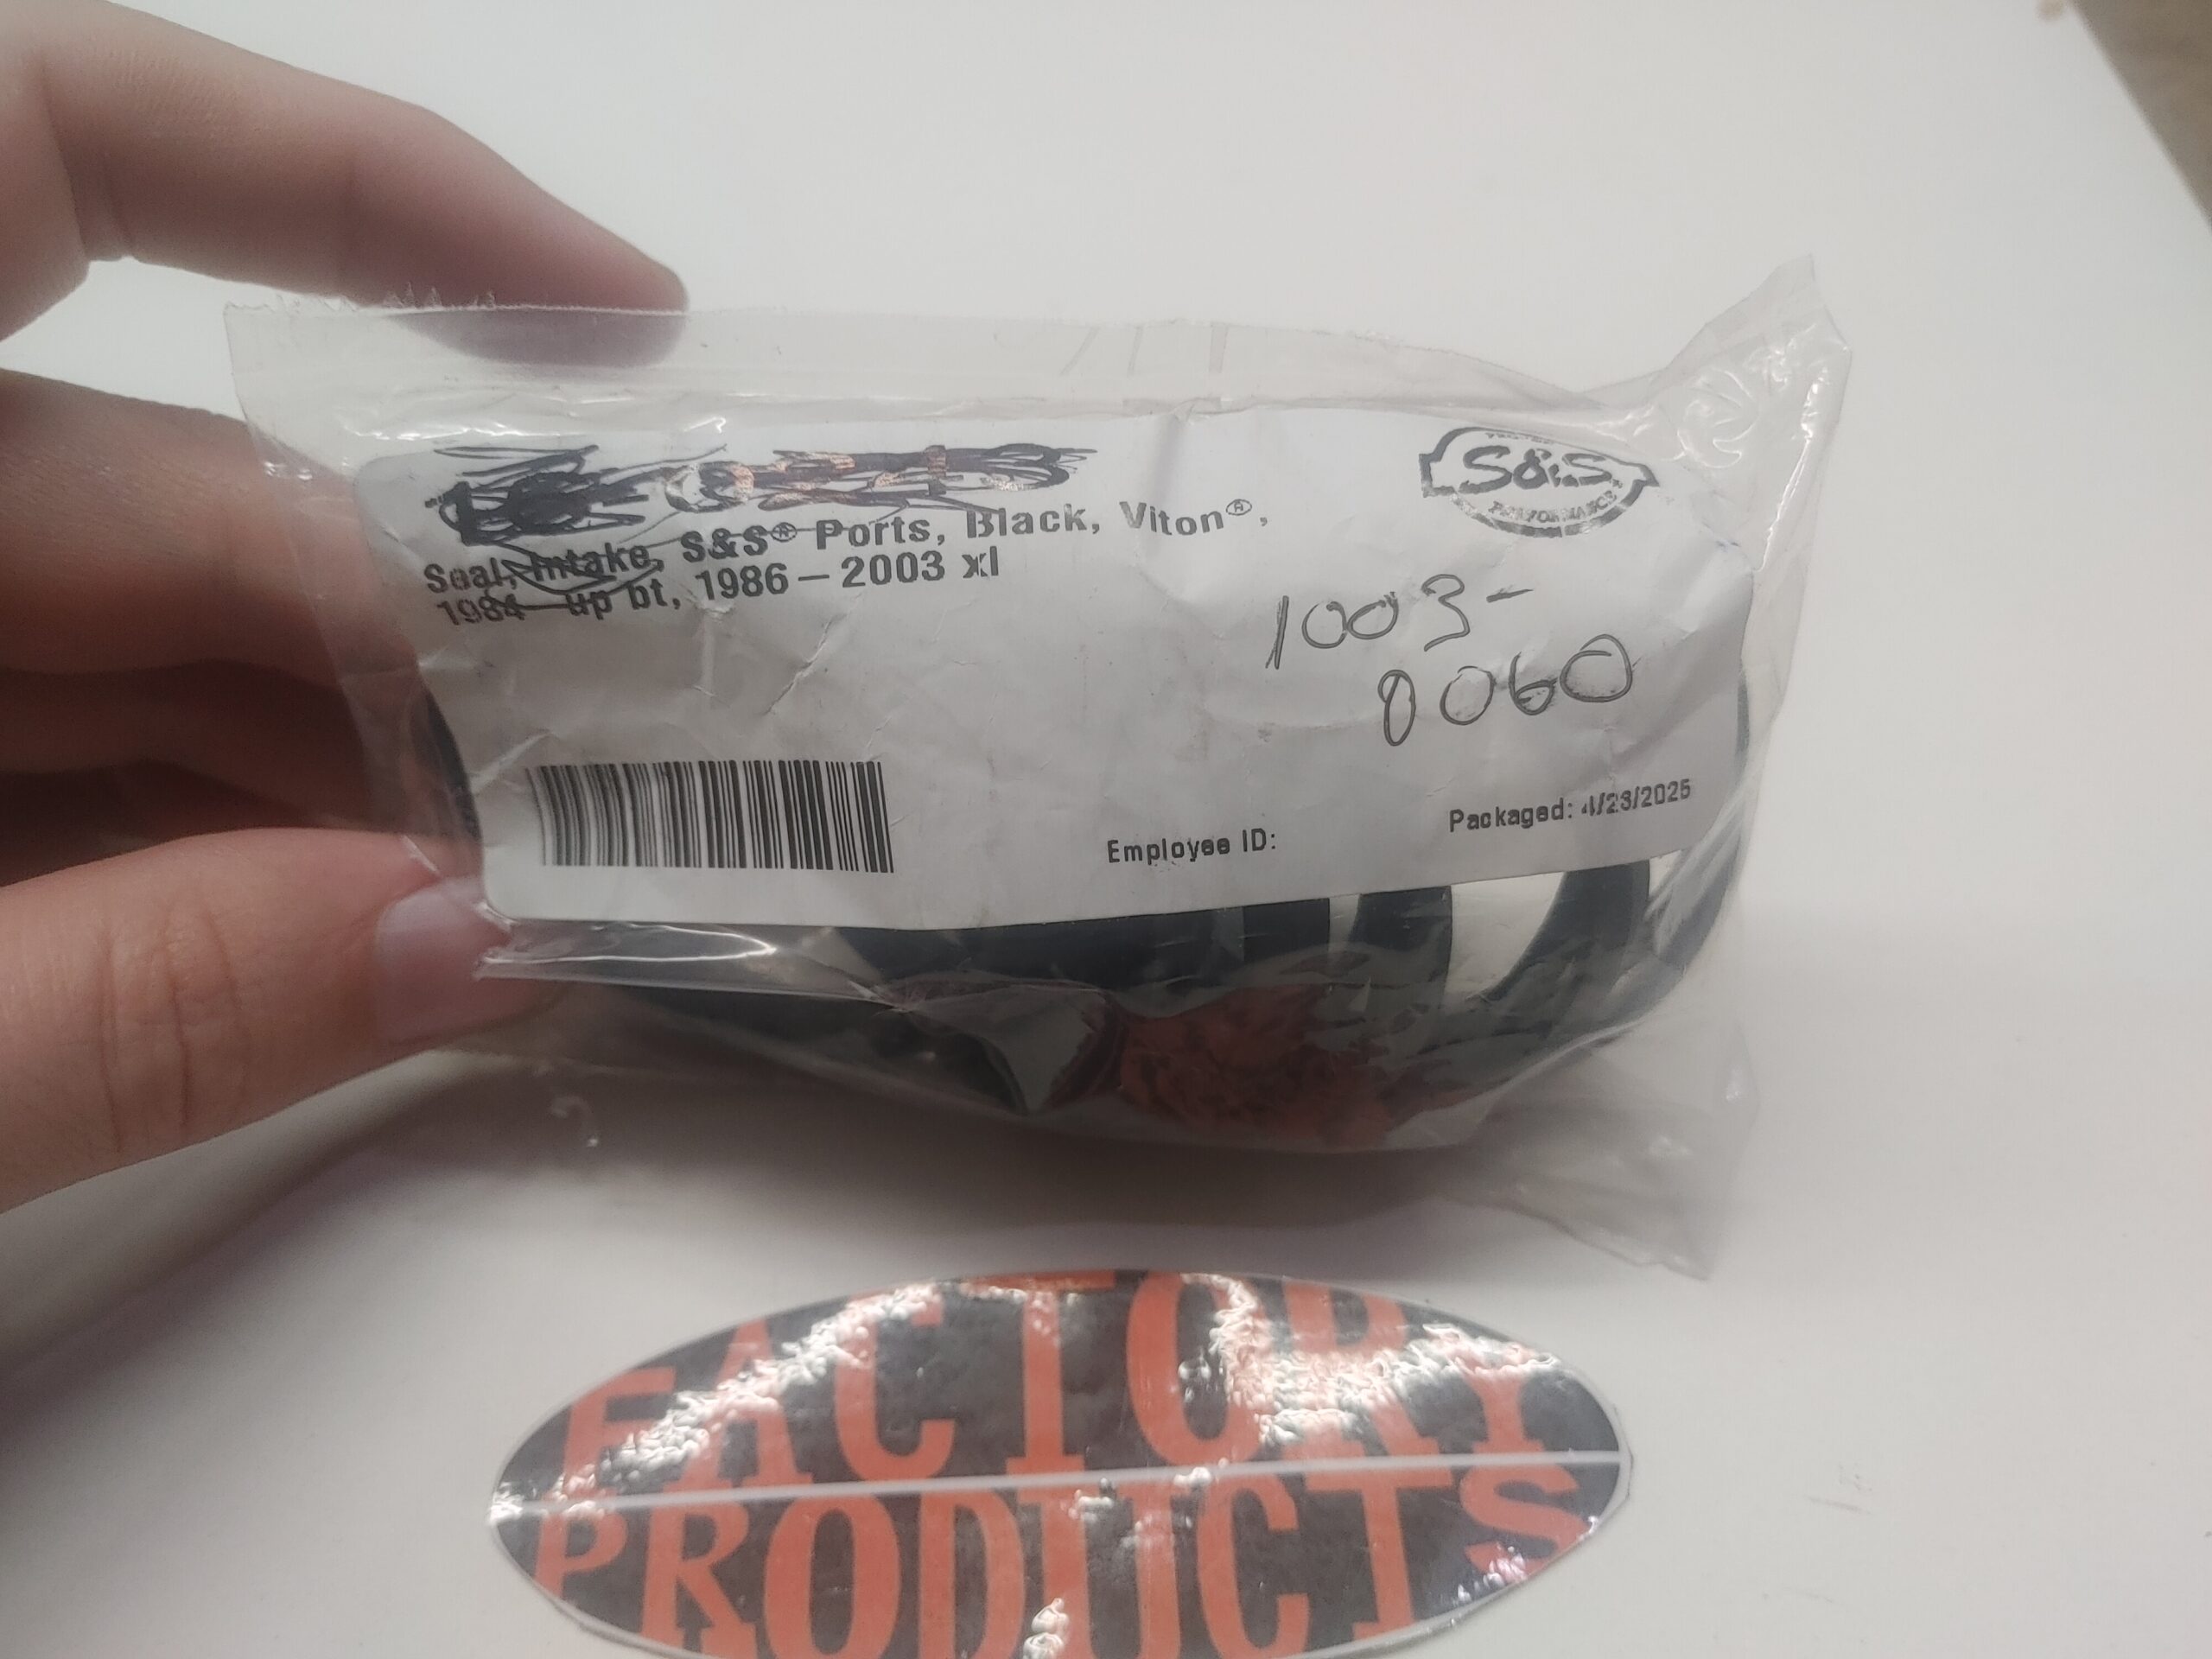 Seal, Intake, S&S® Ports, Black, Viton®,
1984-up bt, 1986-2003 xl
S&S
PERFORMANCE
1003-
0060
Employee ID:
Packaged: 4/23/2025
FACTORY
PRODUCTS